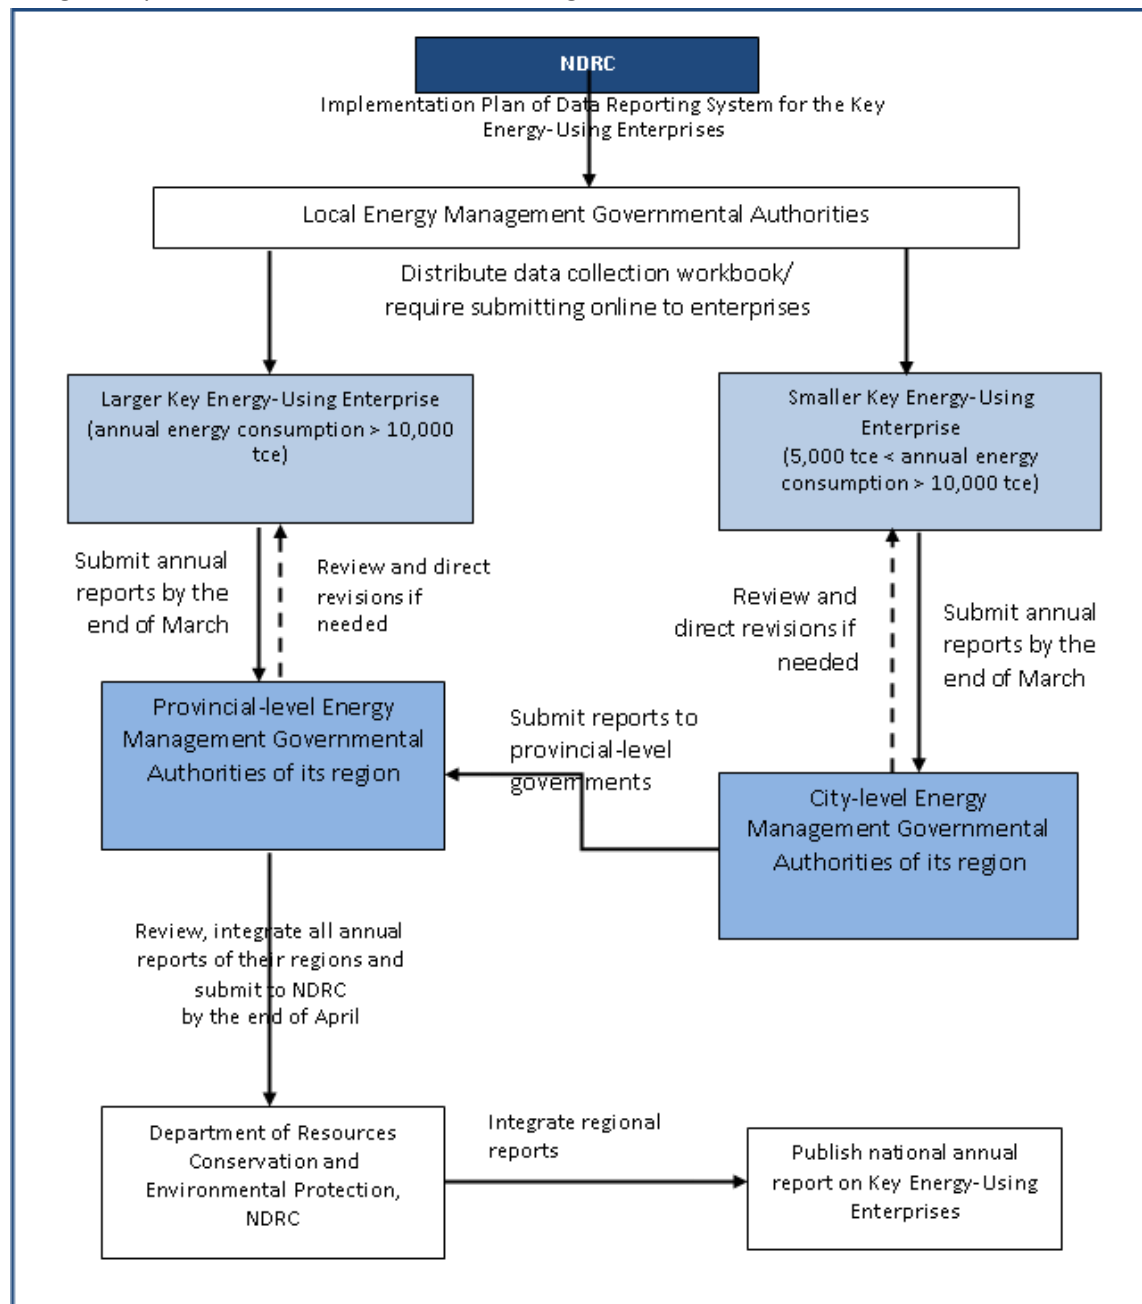 NDRC
Implementation Plan of Data Reporting System for the Key
Energy-Using Enterprises
Local Energy Management Governmental Authorities
Distribute data collection workbook/
require submitting online to enterprises
Larger Key Energy-Using Enterprise
(annual energy consumption > 10,000
tce)
Smaller Key Energy-Using
Enterprise
(5,000 tce < annual energy
consumption > 10,000 tce)
Submit annual
reports by the
end of March
Review and direct
revisions if
needed
Review and
direct revisions if
needed
Submit annual
reports by the
end of March
Provincial-level Energy
Management Governmental
Authorities of its region
Submit reports to
provincial-level
governments
City-level Energy
Management Governmental
Authorities of its region
Review, integrate all annual
reports of their regions and
submit to NDRC
by the end of April
Department of Resources
Conservation and
Environmental Protection,
NDRC
Integrate regional
reports
Publish national annual
report on Key Energy-Using
Enterprises